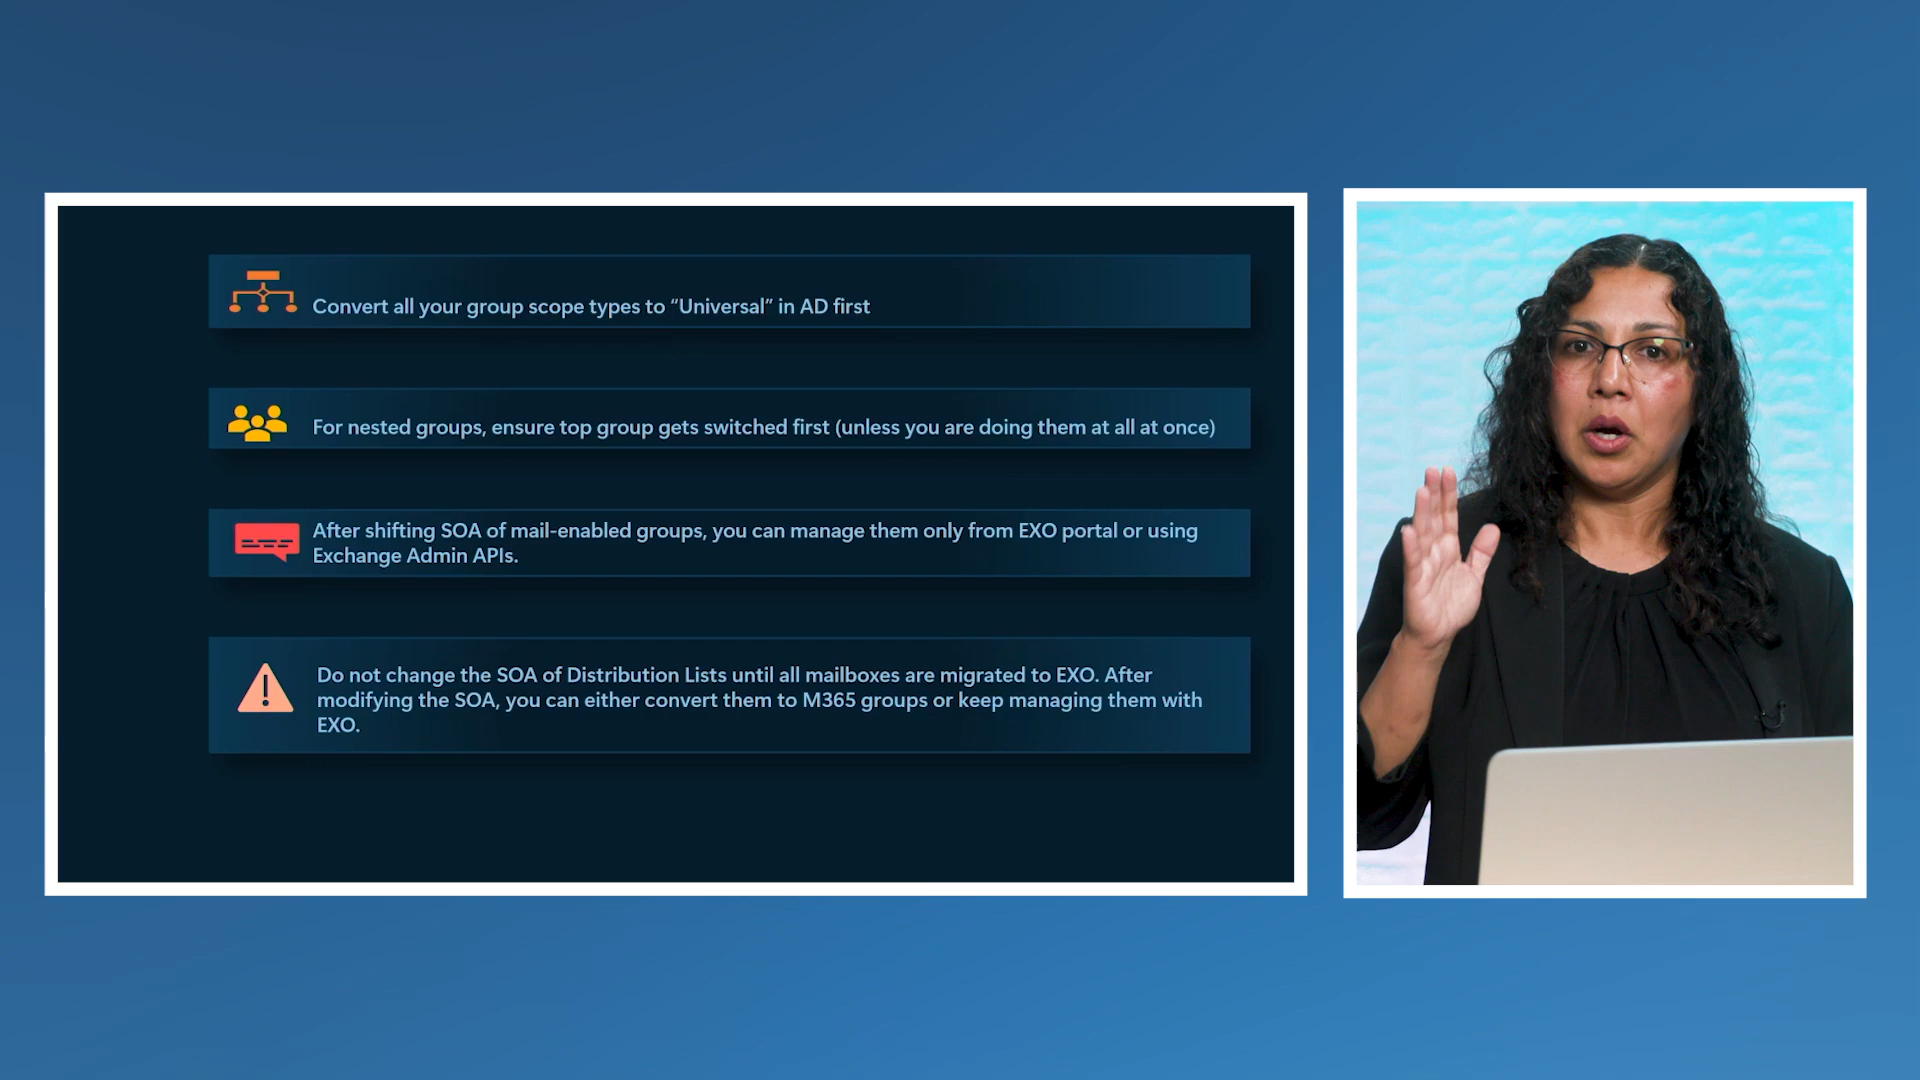 Convert all your group scope types to “Universal” in AD first
For nested groups, ensure top group gets switched first (unless you are doing them at all at once)
After shifting SOA of mail-enabled groups, you can manage them only from EXO portal or using
Exchange Admin APIs.
Do not change the SOA of Distribution Lists until all mailboxes are migrated to EXO. After
modifying the SOA, you can either convert them to M365 groups or keep managing them with
EXO.